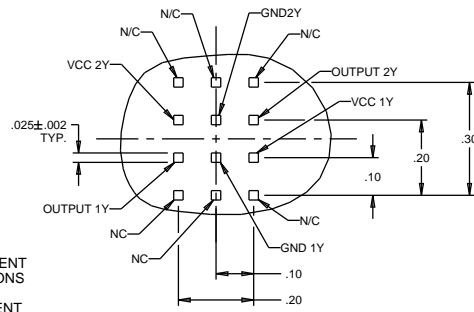 N/C
GND2Y
N/C
N/C
VCC 2Y
OUTPUT 2Y
VCC 1Y
.025±.002
TYP.
.30
.20
.10
OUTPUT 1Y
N/C
NC
NC
GND 1Y
ENT
ONS
ENT
.10
.20